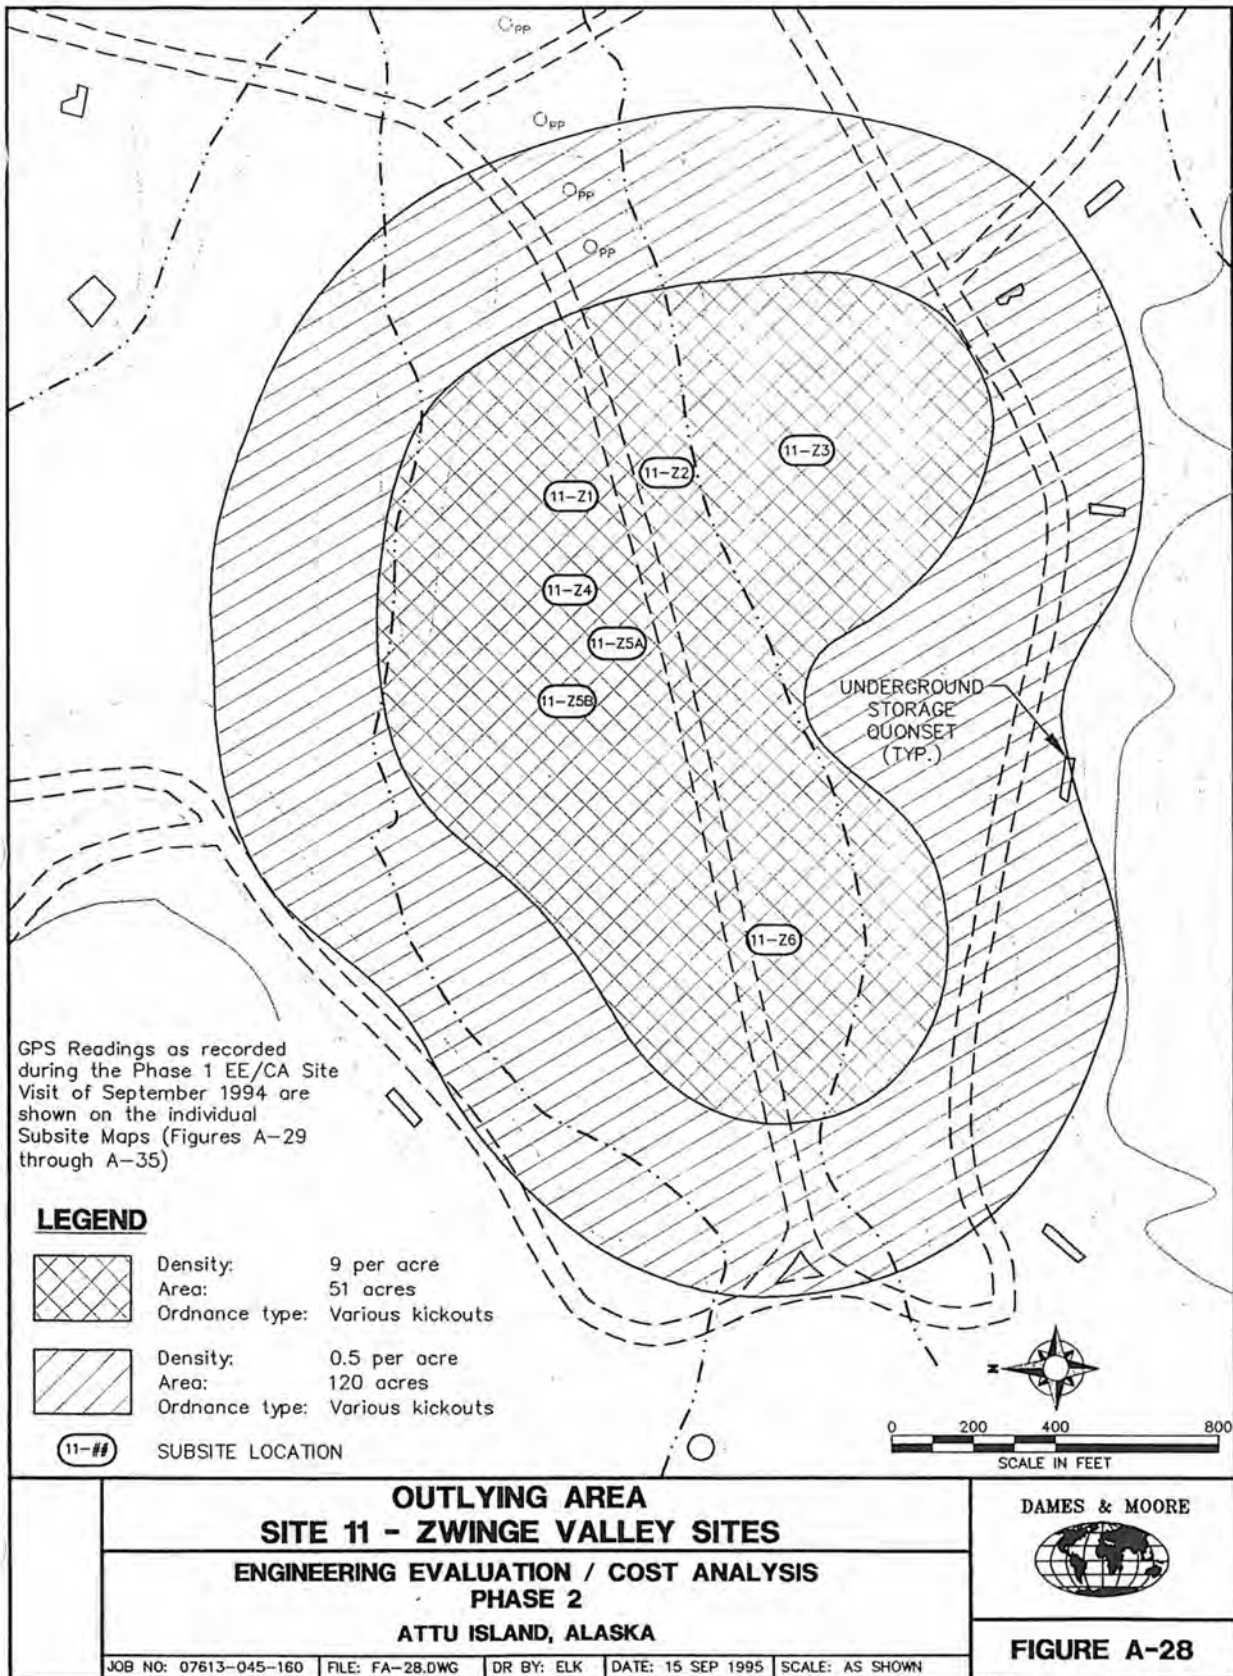 PP
PP
PP
PP
11-Z3
11-Z2
11-Z1
11-Z4
11-Z5A
11-Z5B
UNDERGROUND
STORAGE
QUONSET
(TYP.)
11-Z6
GPS Readings as recorded
during the Phase 1 EE/CA Site
Visit of September 1994 are
shown on the individual
Subsite Maps (Figures A-29
through A-35)
LEGEND
Density: 9 per acre
Area: 51 acres
Ordnance type: Various kickouts
Density: 0.5 per acre
Area: 120 acres
Ordnance type: Various kickouts
11-## SUBSITE LOCATION
N
0 200 400 800
SCALE IN FEET
OUTLYING AREA
SITE 11 - ZWINGE VALLEY SITES
ENGINEERING EVALUATION / COST ANALYSIS
PHASE 2
ATTU ISLAND, ALASKA
DAMES & MOORE
FIGURE A-28
JOB NO: 07613-045-160 FILE: FA-28.DWG DR BY: ELK DATE: 15 SEP 1995 SCALE: AS SHOWN